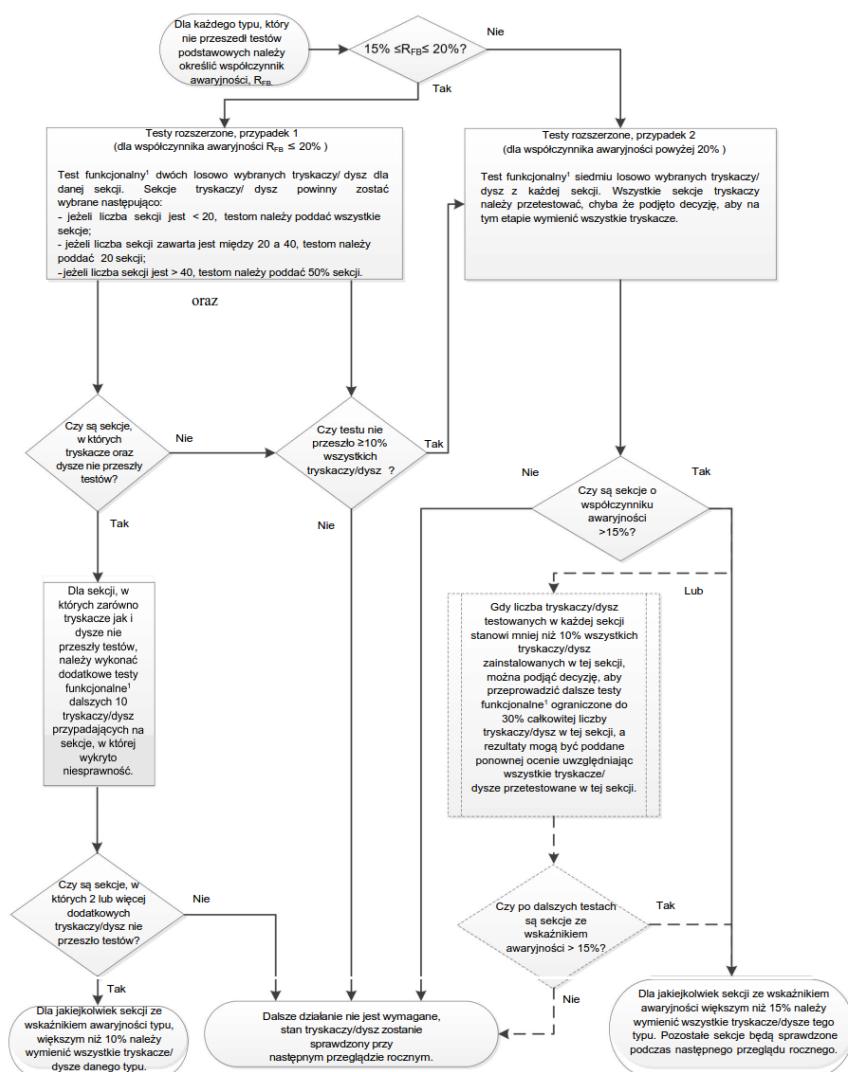 Dla każdego typu, który
nie przeszedł testów
podstawowych należy
określić współczynnik
awaryjności, RFB.
15% ≤RFB≤ 20%?
Nie
Tak
Testy rozszerzone, przypadek 1
(dla współczynnika awaryjności RFB ≤ 20% )
Test funkcjonalny¹ dwóch losowo wybranych tryskaczy/ dysz dla
danej sekcji. Sekcje tryskaczy/ dysz powinny zostać
wybrane następująco:
- jeżeli liczba sekcji jest < 20, testom należy poddać wszystkie
sekcje;
- jeżeli liczba sekcji zawarta jest między 20 a 40, testom należy
poddać 20 sekcji;
-jeżeli liczba sekcji jest > 40, testom należy poddać 50% sekcji.
Testy rozszerzone, przypadek 2
(dla współczynnika awaryjności powyżej 20%)
Test funkcjonalny¹ siedmiu losowo wybranych tryskaczy/
dysz z każdej sekcji. Wszystkie sekcje tryskaczy
należy przetestować, chyba że podjęto decyzję, aby na
tym etapie wymienić wszystkie tryskacze.
oraz
Czy są sekcje,
w których
tryskacze oraz
dysze nie przeszły
testów?
Nie
Tak
Czy testu nie
przeszło ≥10%
wszystkich
tryskaczy/dysz ?
Tak
Nie
Czy są sekcje o
współczynniku
awaryjności
>15%?
Nie
Tak
Lub
Dla sekcji, w
których zarówno
tryskacze jak i
dysze nie
przeszły testów,
należy wykonać
dodatkowe testy
funkcjonalne¹
dalszych 10
tryskaczy/dysz
przypadających na
sekcje, w której
wykryto
niesprawność.
Gdy liczba tryskaczy/dysz
testowanych w każdej sekcji
stanowi mniej niż 10% wszystkich
tryskaczy/dysz
zainstalowanych w tej sekcji,
można podjąć decyzję, aby
przeprowadzić dalsze testy
funkcjonalne¹ ograniczone do
30% całkowitej liczby
tryskaczy/dysz w tej sekcji, a
rezultaty mogą być poddane
ponownej ocenie uwzględniając
wszystkie tryskacze/
dysze przetestowane w tej sekcji.
Czy są sekcje, w
których 2 lub więcej
dodatkowych
tryskaczy/dysz nie
przeszło testów?
Nie
Tak
Czy po dalszych testach
są sekcje ze
wskaźnikiem
awaryjności > 15%?
Tak
Nie
Dla jakiejkolwiek sekcji ze
wskaźnikiem awaryjności typu,
większym niż 10% należy
wymienić wszystkie tryskacze/
dysze danego typu.
Dalsze działanie nie jest wymagane,
stan tryskaczy/dysz zostanie
sprawdzony przy
następnym przeglądzie rocznym.
Dla jakiejkolwiek sekcji ze wskaźnikiem
awaryjności większym niż 15% należy
wymienić wszystkie tryskacze/dysze tego
typu. Pozostałe sekcje będą sprawdzone
podczas następnego przeglądu rocznego.